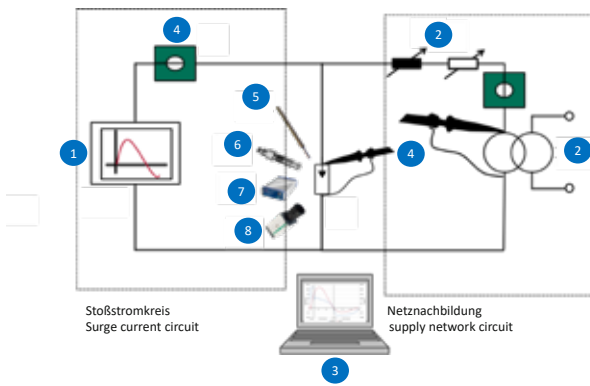 4
2
5
1
6
4
2
7
8
Stoßstromkreis
Surge current circuit
Netznachbildung
supply network circuit
3